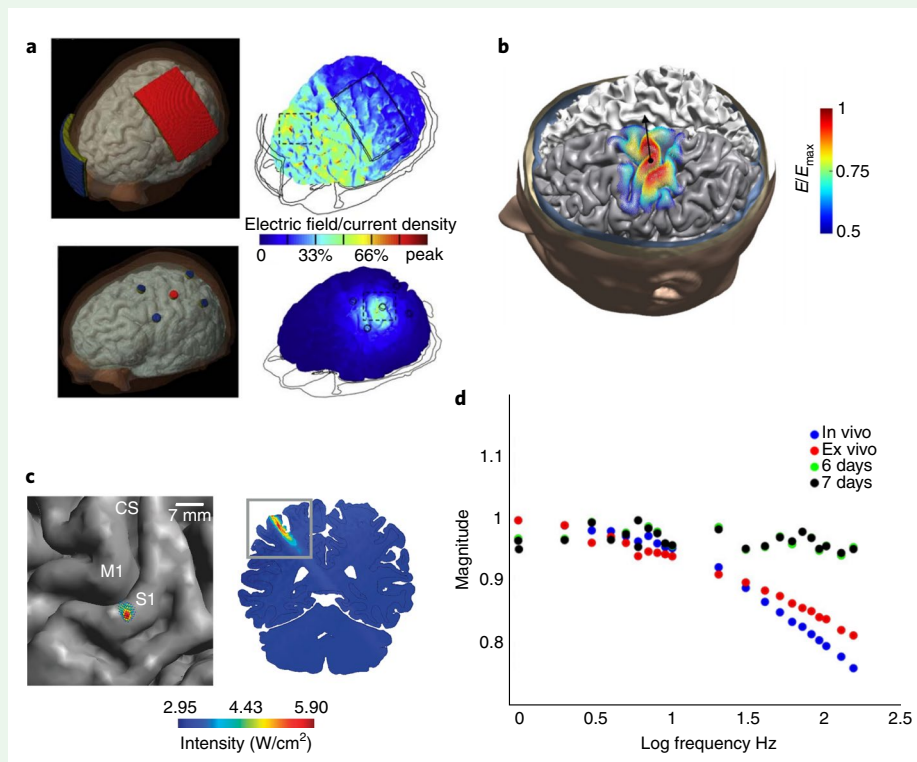 a
Electric field/current density
0 33% 66% peak
b
1
0.75
0.5
E/Emax
c
CS
7 mm
M1
S1
2.95 4.43 5.90
Intensity (W/cm²)
d
In vivo
Ex vivo
6 days
7 days
1.1
1
0.9
0.8
Magnitude
0 0.5 1 1.5 2 2.5
Log frequency Hz